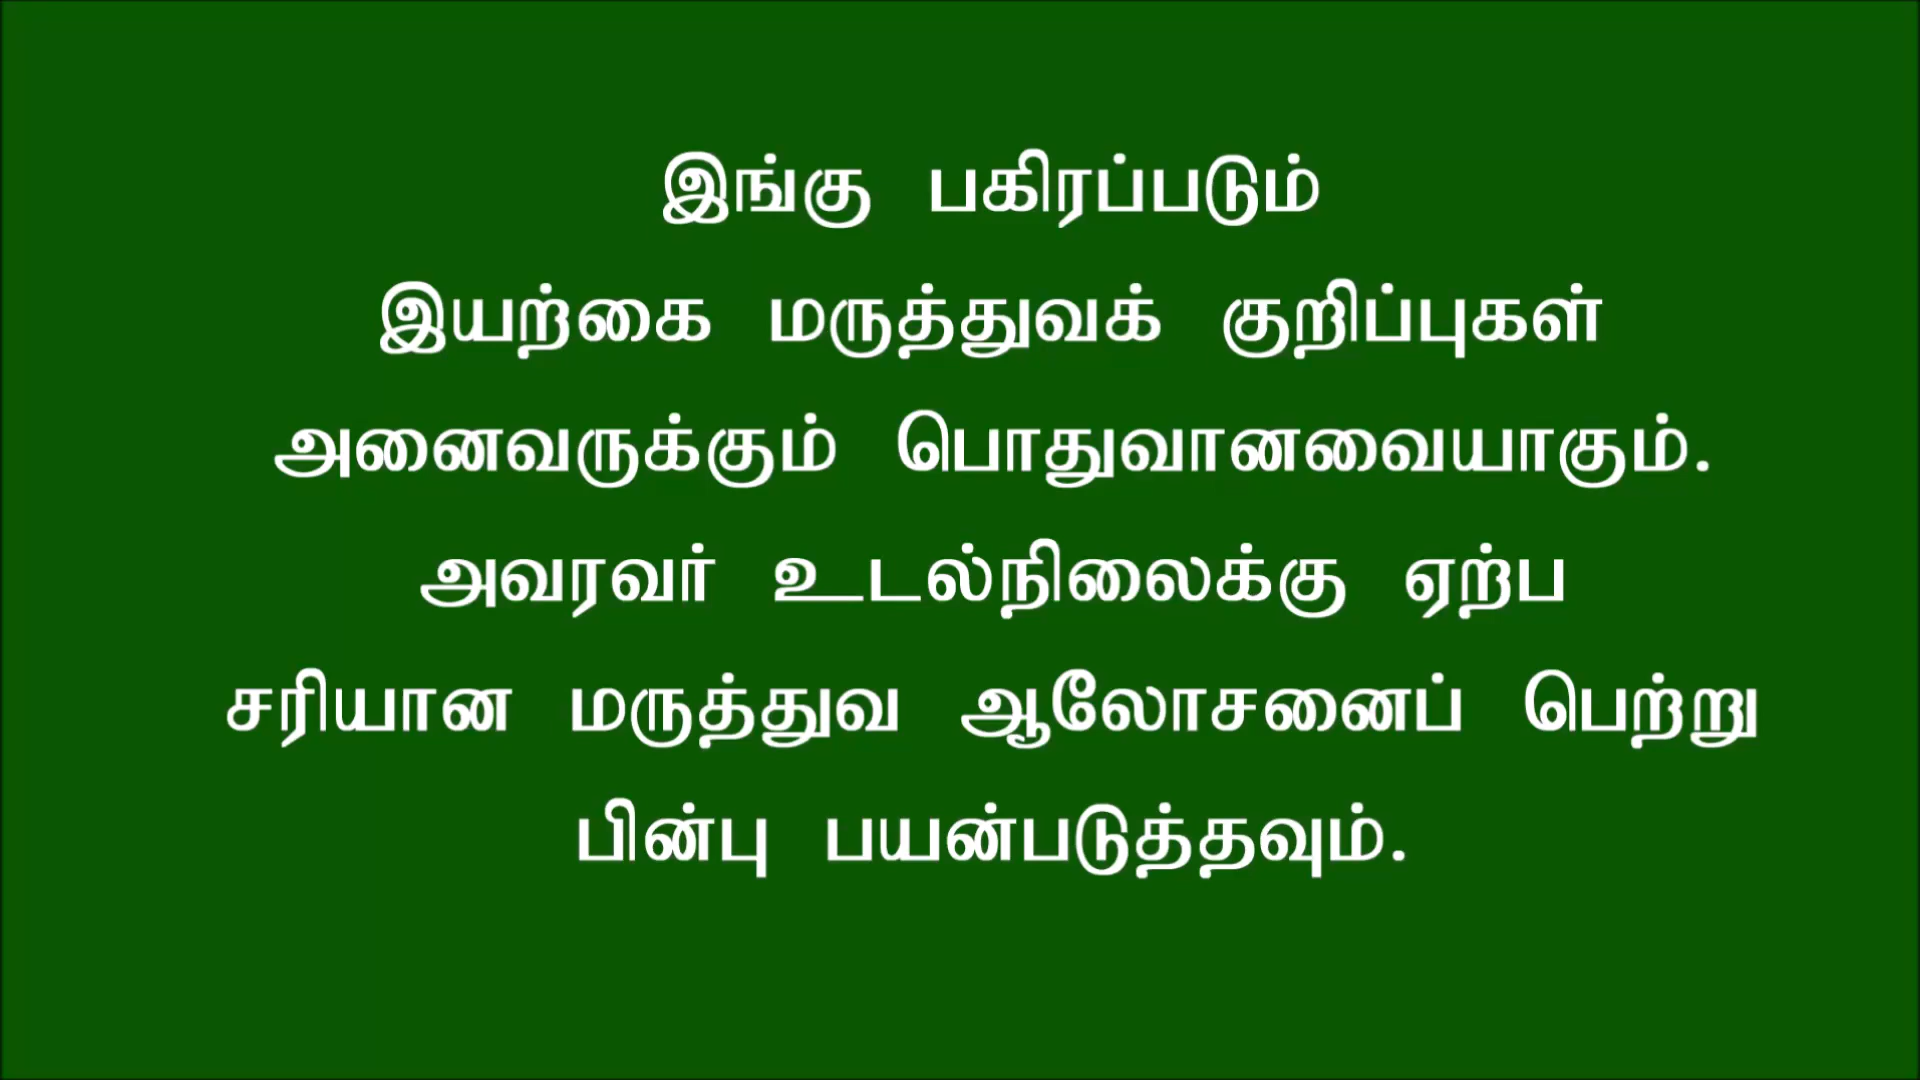 இங்கு பகிரப்படும்
இயற்கை மருத்துவக் குறிப்புகள்
அனைவருக்கும் பொதுவானவையாகும்.
அவரவர் உடல்நிலைக்கு ஏற்ப
சரியான மருத்துவ ஆலோசனைப் பெற்று
பின்பு பயன்படுத்தவும்.